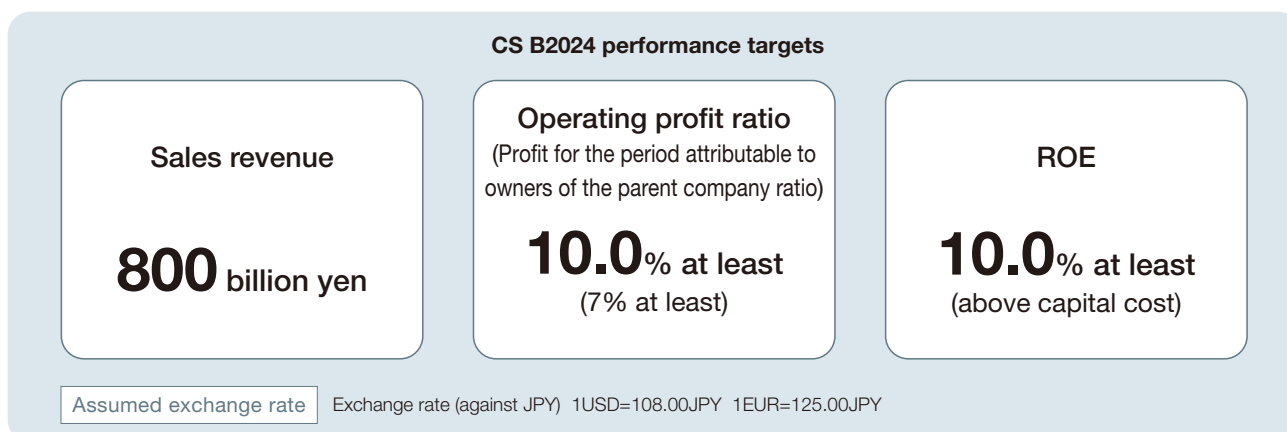 CS B2024 performance targets
Sales revenue
800 billion yen
Operating profit ratio
(Profit for the period attributable to
owners of the parent company ratio)
10.0% at least
(7% at least)
ROE
10.0% at least
(above capital cost)
Assumed exchange rate Exchange rate (against JPY) 1USD=108.00JPY 1EUR=125.00JPY